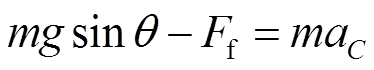 mg sin θ − F_f = ma_C